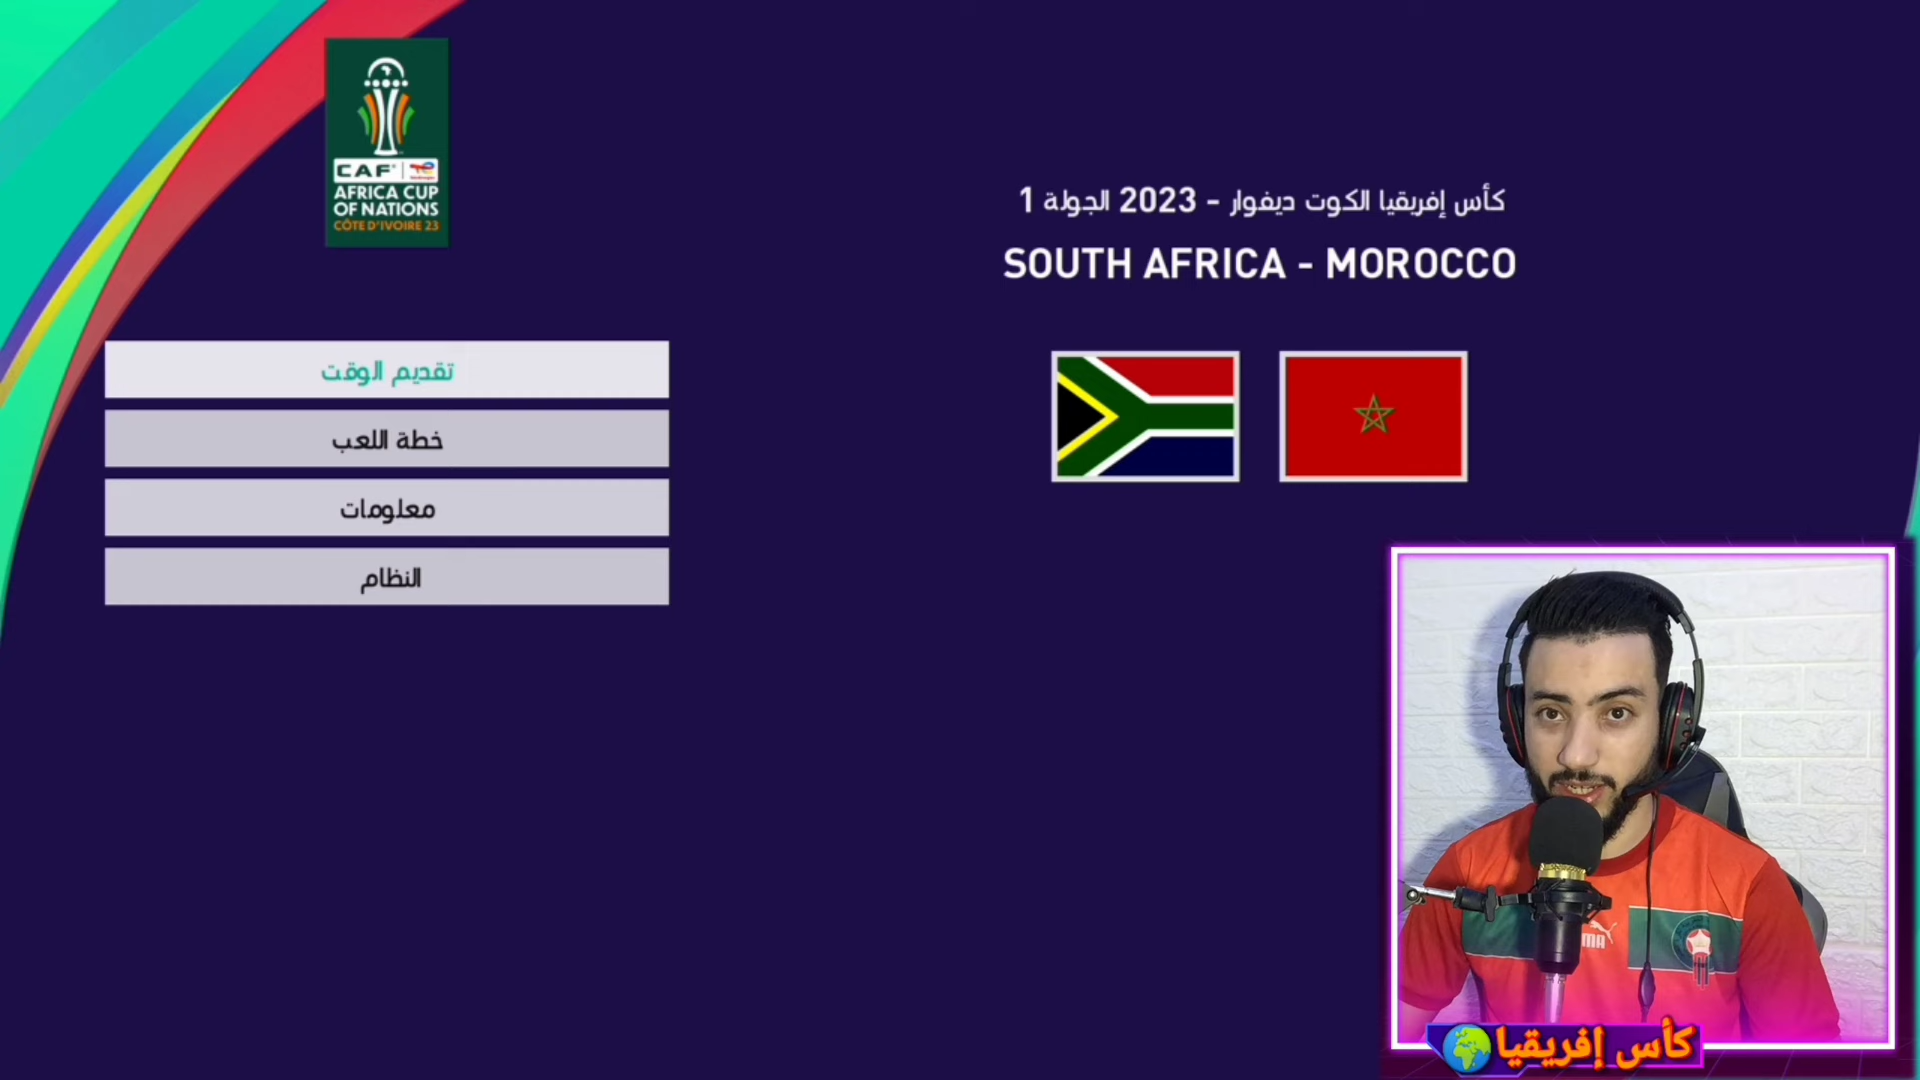 CAF
AFRICA CUP
OF NATIONS
CÔTE D'IVOIRE 23
كأس إفريقيا الكوت ديفوار - 2023 الجولة 1
SOUTH AFRICA - MOROCCO
تقديم الوقت
خطة اللعب
معلومات
النظام
كأس إفريقيا